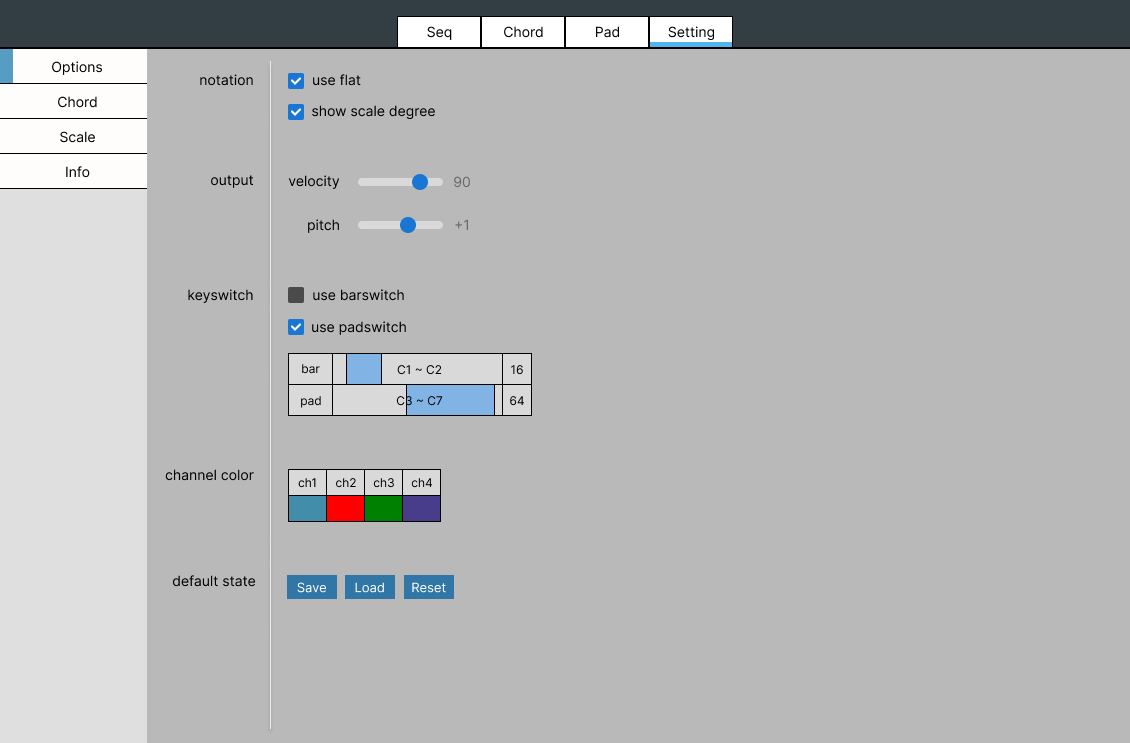 Seq Chord Pad Setting
Options
Chord
Scale
Info
notation use flat
show scale degree
output velocity 90
pitch +1
keyswitch use barswitch
use padswitch
bar C1 ~ C2 16
pad C3 ~ C7 64
channel color ch1 ch2 ch3 ch4
default state Save Load Reset